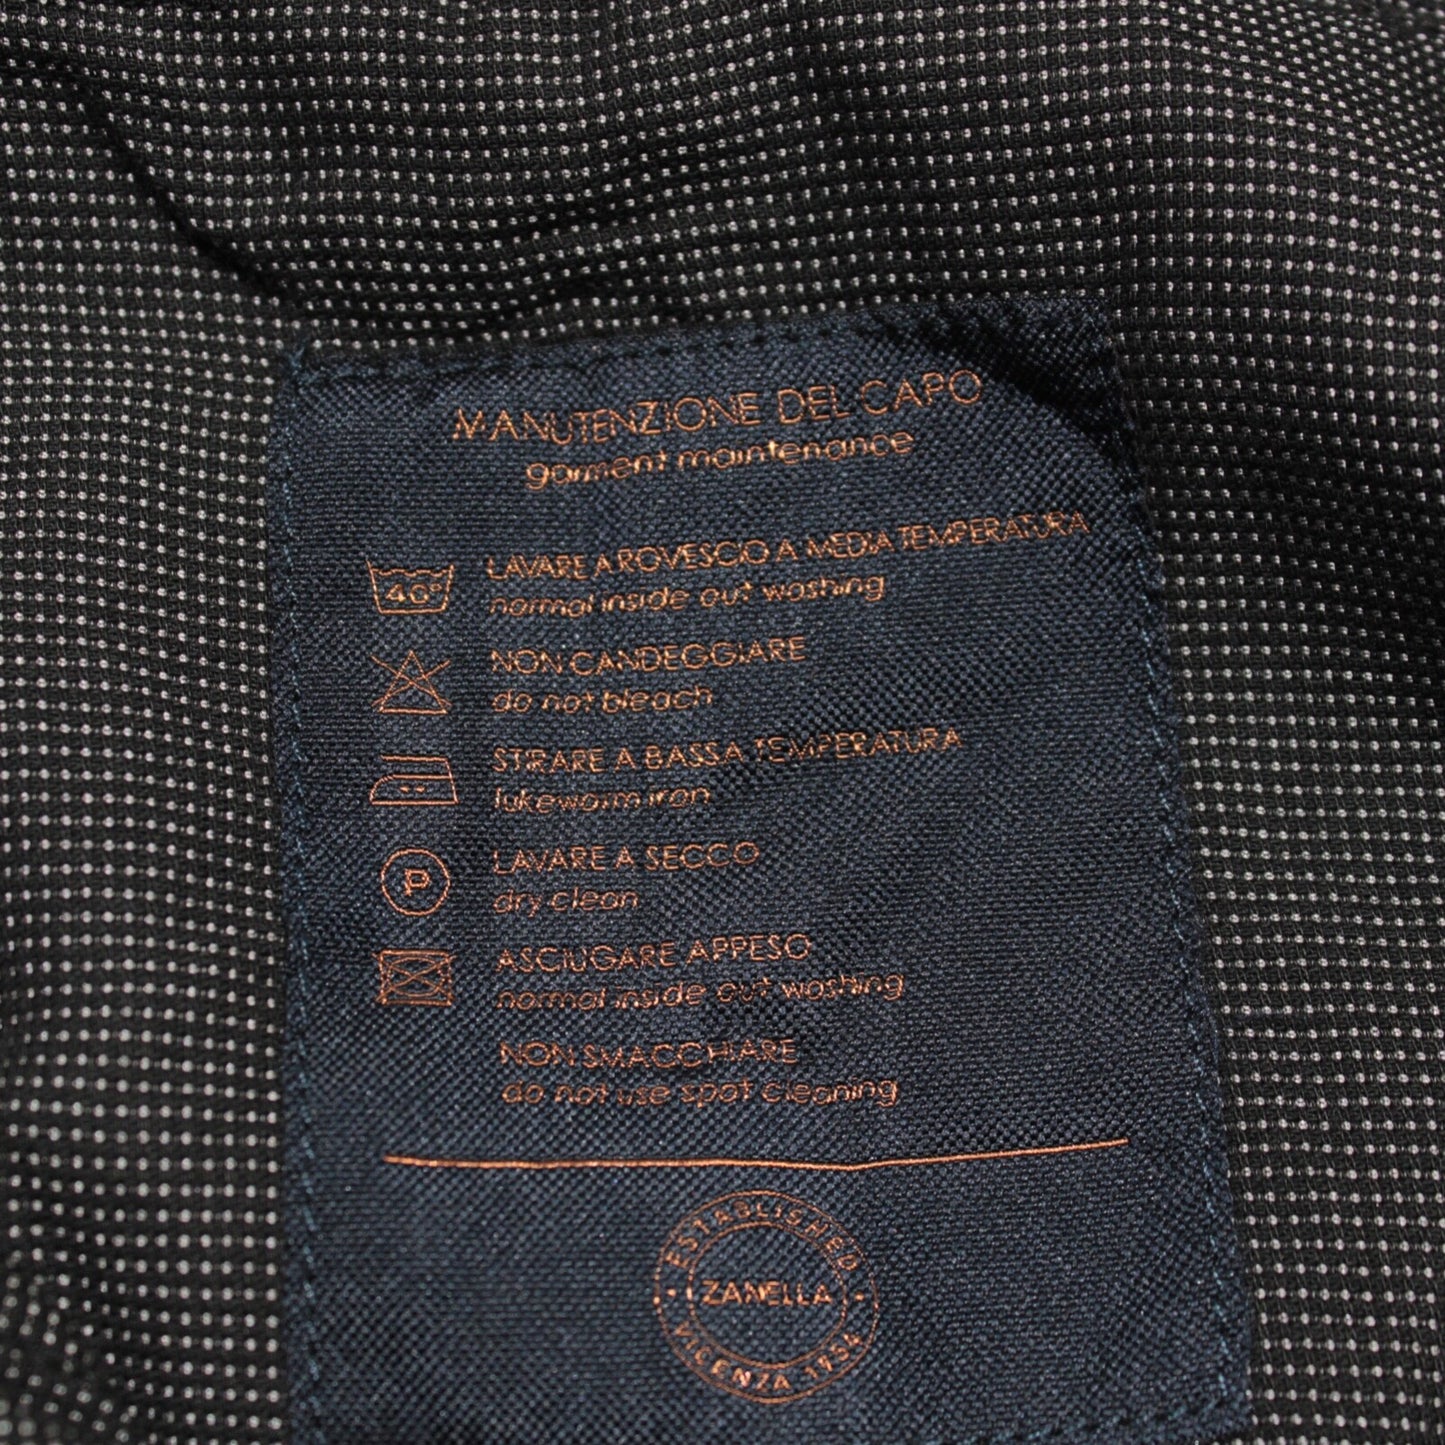 MANUTENZIONE DEL CAPO
garment maintenance
40°
LAVARE A ROVESCIO A MEDIA TEMPERATURA
normal inside out washing
NON CANDEGGIARE
do not bleach
STIRARE A BASSA TEMPERATURA
lukewarm iron
P
LAVARE A SECCO
dry clean
ASCIUGARE APPESO
normal inside out washing
NON SMACCHIARE
do not use spot cleaning
ESTABLISHED
ZANELLA
VICENZA 1954